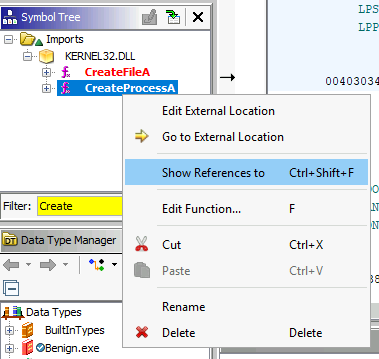 Symbol Tree
LPS
LPP
Imports
KERNEL32.DLL
CreateFileA
CreateProcessA
00403034
Edit External Location
Go to External Location
Show References to Ctrl+Shift+F
Edit Function... F
Cut Ctrl+X
Paste Ctrl+V
Rename
Delete Delete
Filter: Create
DT Data Type Manager
Data Types
BuiltInTypes
Benign.exe